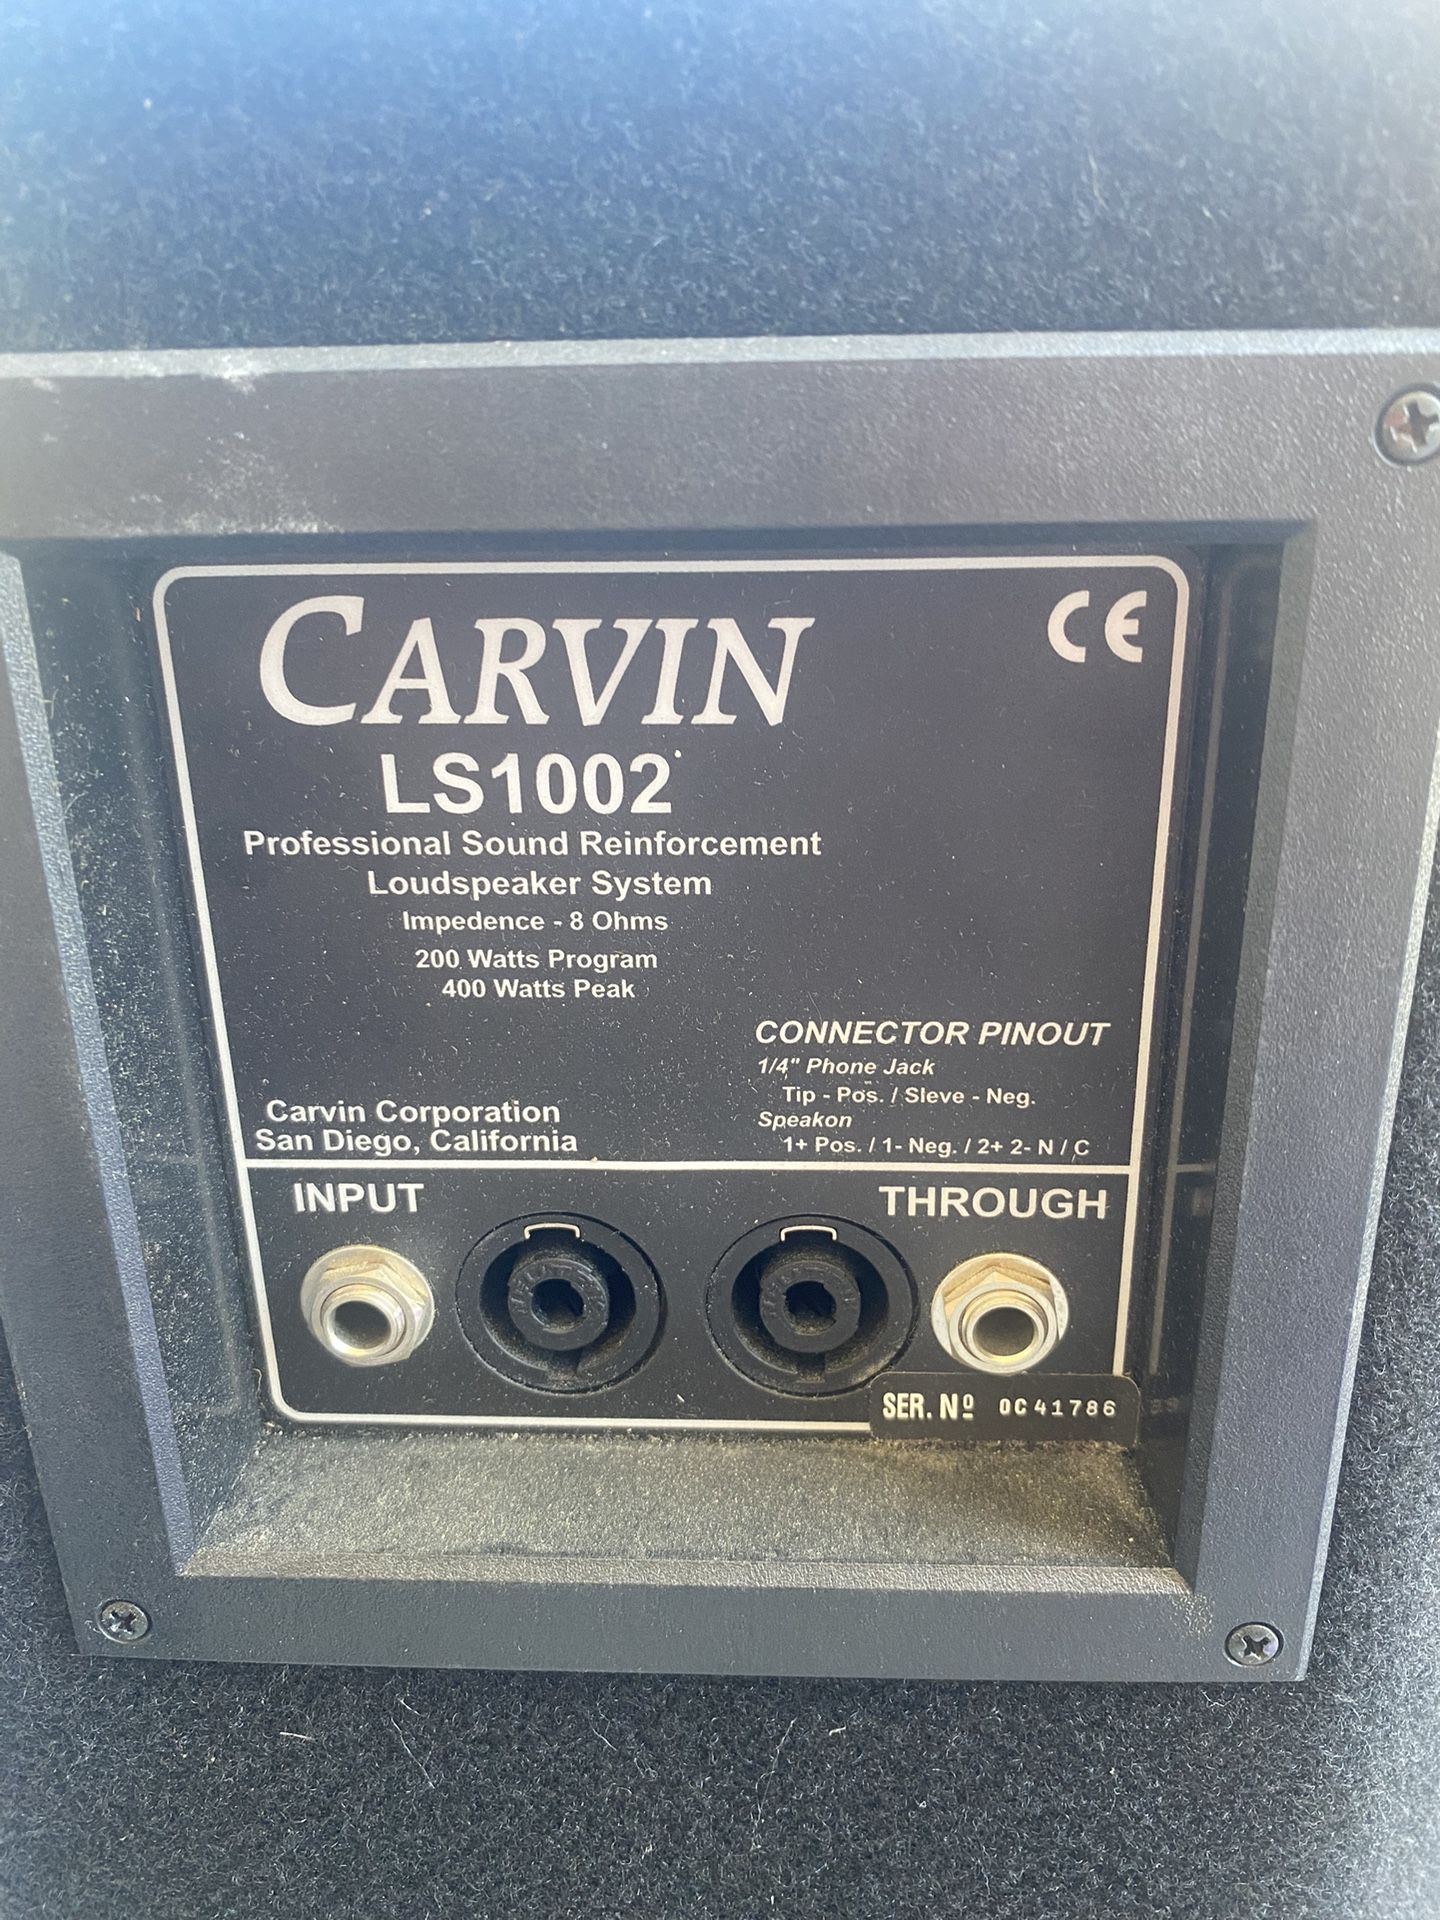 CARVIN
CE
LS1002
Professional Sound Reinforcement
Loudspeaker System
Impedence - 8 Ohms
200 Watts Program
400 Watts Peak
CONNECTOR PINOUT
1/4" Phone Jack
Tip - Pos. / Sleve - Neg.
Speakon
1+ Pos. / 1- Neg. / 2+ 2- N / C
Carvin Corporation
San Diego, California
INPUT
THROUGH
SER. Nº 0C41786